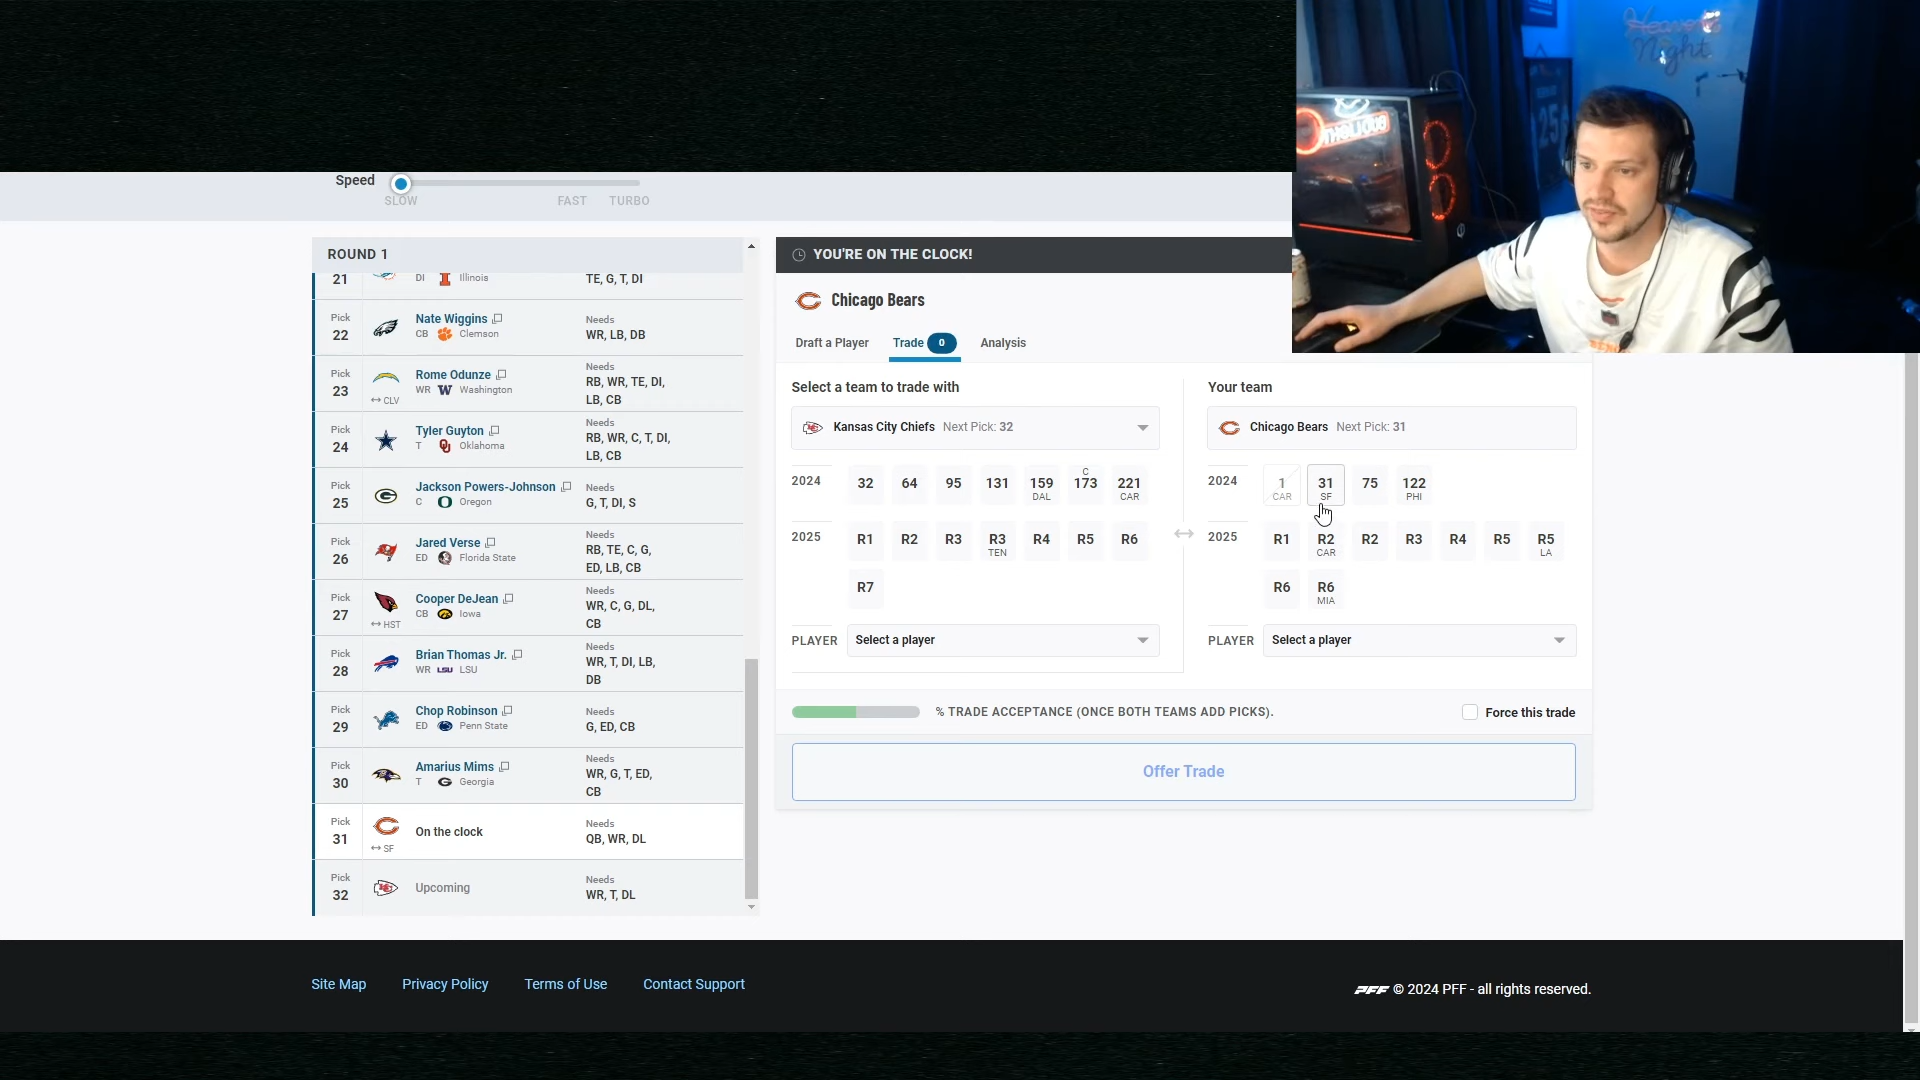 Heaven's
Night
Speed
SLOW
FAST
TURBO
ROUND 1
21
DI Illinois
TE, G, T, DI
Pick
22
Nate Wiggins
CB Clemson
Needs
WR, LB, DB
Pick
23
↔ CLV
Rome Odunze
WR Washington
Needs
RB, WR, TE, DI,
LB, CB
Pick
24
Tyler Guyton
T Oklahoma
Needs
RB, WR, C, T, DI,
LB, CB
Pick
25
Jackson Powers-Johnson
C Oregon
Needs
G, T, DI, S
Pick
26
Jared Verse
ED Florida State
Needs
RB, TE, C, G,
ED, LB, CB
Pick
27
↔ HST
Cooper DeJean
CB Iowa
Needs
WR, C, G, DL,
CB
Pick
28
Brian Thomas Jr.
WR LSU LSU
Needs
WR, T, DI, LB,
DB
Pick
29
Chop Robinson
ED Penn State
Needs
G, ED, CB
Pick
30
Amarius Mims
T Georgia
Needs
WR, G, T, ED,
CB
Pick
31
↔ SF
On the clock
Needs
QB, WR, DL
Pick
32
Upcoming
Needs
WR, T, DL
YOU'RE ON THE CLOCK!
Chicago Bears
Draft a Player
Trade 0
Analysis
Select a team to trade with
Kansas City Chiefs Next Pick: 32
2024
32
64
95
131
159
DAL
C
173
221
CAR
2025
R1
R2
R3
R3
TEN
R4
R5
R6
R7
PLAYER
Select a player
Your team
Chicago Bears Next Pick: 31
2024
1
CAR
31
SF
75
122
PHI
2025
R1
R2
CAR
R2
R3
R4
R5
R5
LA
R6
R6
MIA
PLAYER
Select a player
% TRADE ACCEPTANCE (ONCE BOTH TEAMS ADD PICKS).
Force this trade
Offer Trade
Site Map
Privacy Policy
Terms of Use
Contact Support
PFF © 2024 PFF - all rights reserved.